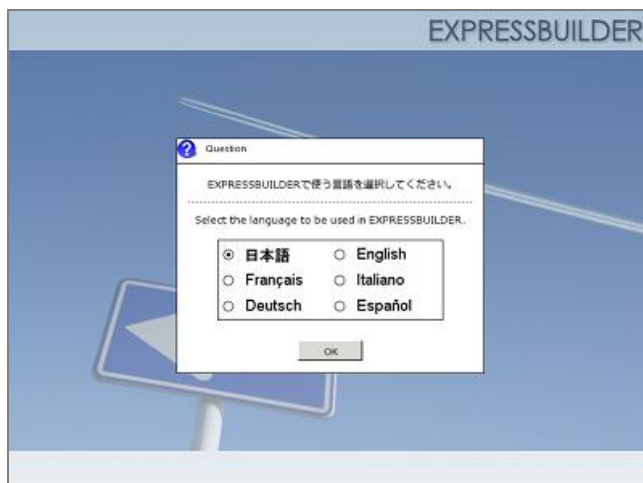 EXPRESSBUILDER
Question
EXPRESSBUILDERで使う言語を選択してください。
Select the language to be used in EXPRESSBUILDER.
日本語 English
Français Italiano
Deutsch Español
OK